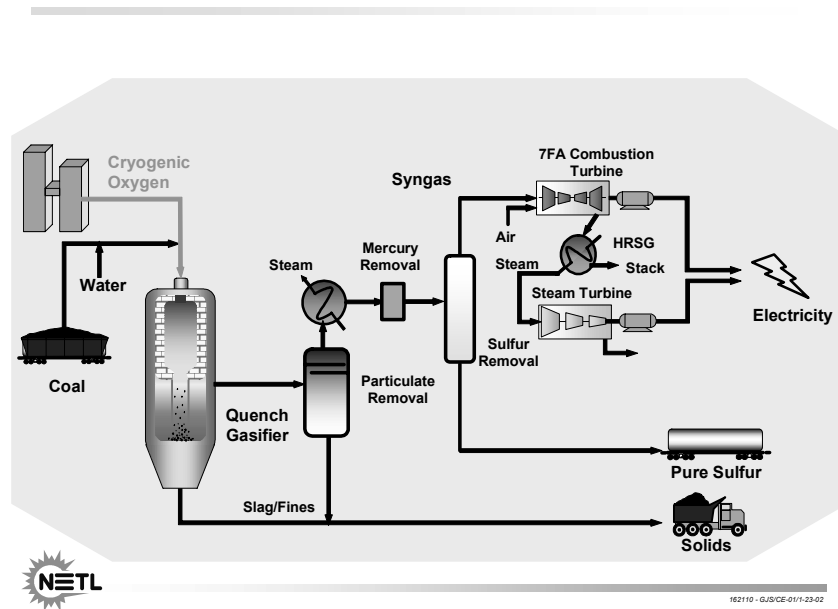 Cryogenic
Oxygen
Water
Coal
Quench
Gasifier
Slag/Fines
Steam
Particulate
Removal
Mercury
Removal
Syngas
Sulfur
Removal
7FA Combustion
Turbine
Air
HRSG
Steam
Stack
Steam Turbine
Electricity
Pure Sulfur
Solids
NETL
162110 - GJS/CE-01/1-23-02